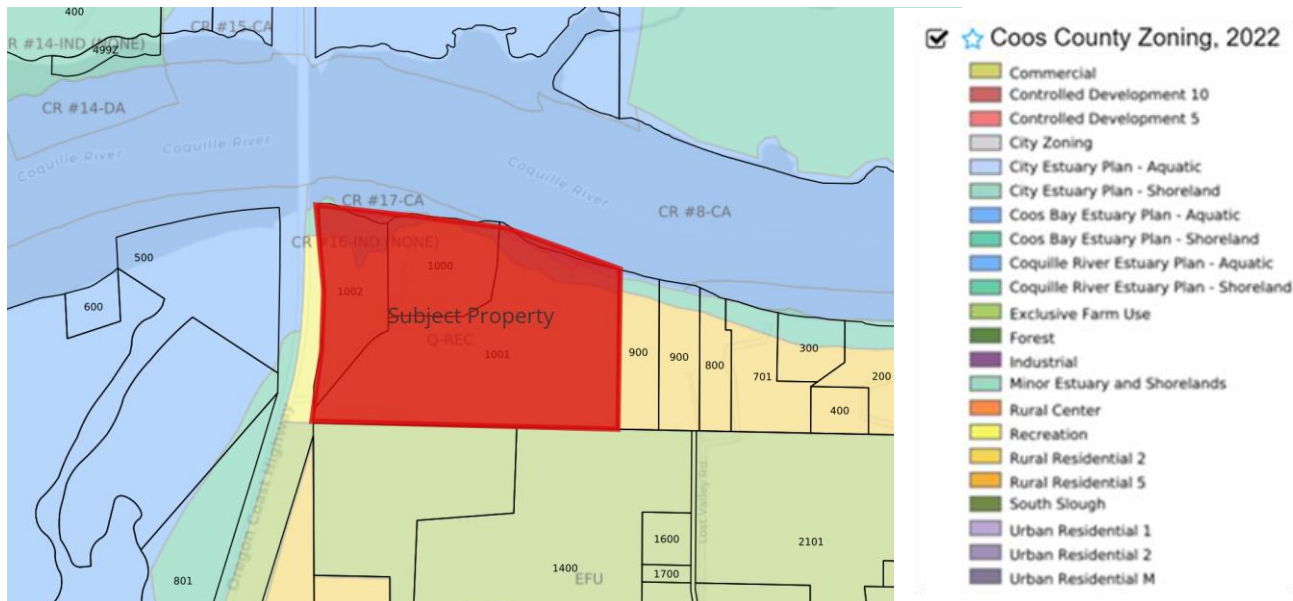 400
CR #15-CA
R #14-IND (NONE)
499Z
CR #14-DA
Coquille River
Coquille River
Coquille River
CR #17-CA
CR #8-CA
CR #16-IND (NONE)
500
600
1000
1002
Subject Property
Q-REC
1001
900
900
800
701
300
200
400
Oregon Coast Highway
Lost Valley Rd.
1600
1700
1400
EFU
2101
801
Coos County Zoning, 2022
Commercial
Controlled Development 10
Controlled Development 5
City Zoning
City Estuary Plan - Aquatic
City Estuary Plan - Shoreland
Coos Bay Estuary Plan - Aquatic
Coos Bay Estuary Plan - Shoreland
Coquille River Estuary Plan - Aquatic
Coquille River Estuary Plan - Shoreland
Exclusive Farm Use
Forest
Industrial
Minor Estuary and Shorelands
Rural Center
Recreation
Rural Residential 2
Rural Residential 5
South Slough
Urban Residential 1
Urban Residential 2
Urban Residential M